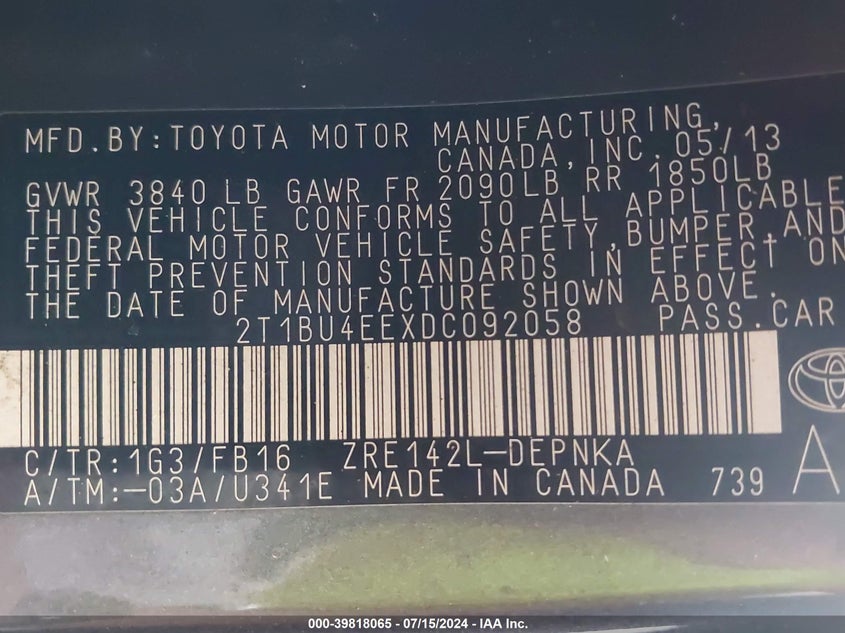 MFD.BY:TOYOTA MOTOR MANUFACTURING,
CANADA,INC. 05/13
GVWR 3840 LB GAWR FR 2090LB RR 1850LB
THIS VEHICLE CONFORMS TO ALL APPLICABLE
FEDERAL MOTOR VEHICLE SAFETY,BUMPER,AND
THEFT PREVENTION STANDARDS IN EFFECT ON
THE DATE OF MANUFACTURE SHOWN ABOVE.
2T1BU4EEXDC092058 PASS.CAR
C/TR:1G3/FB16 ZRE142L-DEPNKA
A/TM:-03A/U341E MADE IN CANADA 739 A
000-39818065 - 07/15/2024 - IAA Inc.